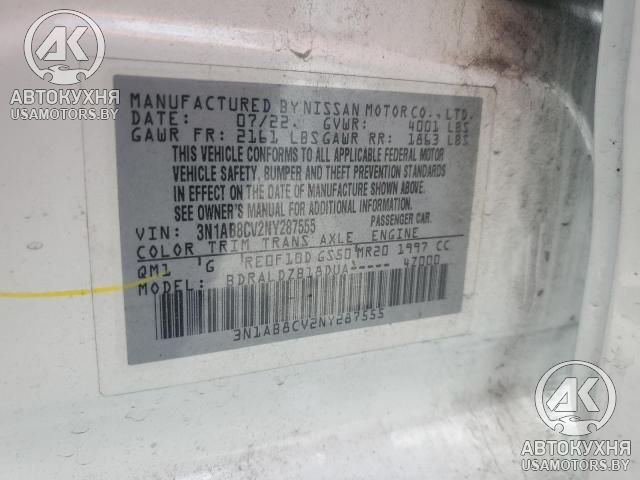 AK
АВТОКУХНЯ
USAMOTORS.BY
MANUFACTURED BY NISSAN MOTOR CO., LTD.
DATE: 07/22 GVWR: 4001 LBS
GAWR FR: 2161 LBS GAWR RR: 1863 LBS
THIS VEHICLE CONFORMS TO ALL APPLICABLE FEDERAL MOTOR
VEHICLE SAFETY, BUMPER AND THEFT PREVENTION STANDARDS
IN EFFECT ON THE DATE OF MANUFACTURE SHOWN ABOVE.
SEE OWNER'S MANUAL FOR ADDITIONAL INFORMATION.
VIN: 3N1AB8CV2NY287555 PASSENGER CAR.
COLOR TRIM TRANS AXLE ENGINE
QM1 G RE0F10D GS50 MR20 1997 CC
MODEL: BDRALDZB18DUA---- 47000
3N1AB8CV2NY287555
AK
АВТОКУХНЯ
USAMOTORS.BY